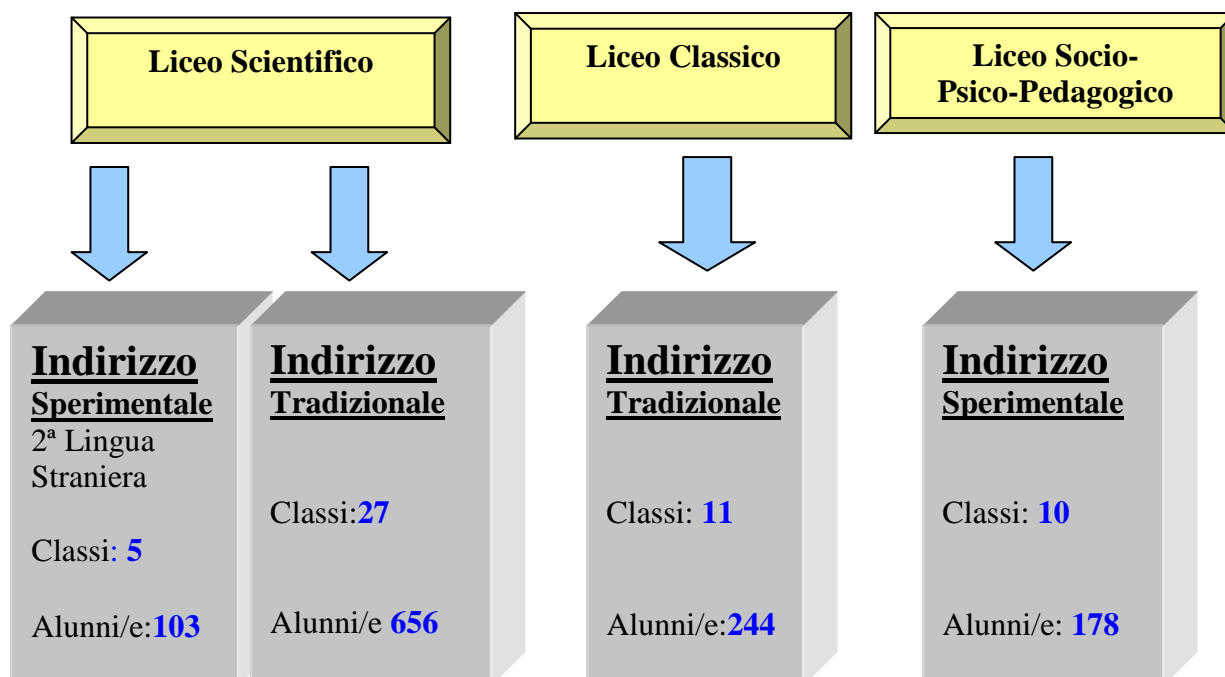 Liceo Scientifico
Liceo Classico
Liceo Socio-
Psico-Pedagogico
Indirizzo
Sperimentale
2ª Lingua
Straniera
Classi: 5
Alunni/e:103
Indirizzo
Tradizionale
Classi:27
Alunni/e 656
Indirizzo
Tradizionale
Classi: 11
Alunni/e:244
Indirizzo
Sperimentale
Classi: 10
Alunni/e: 178